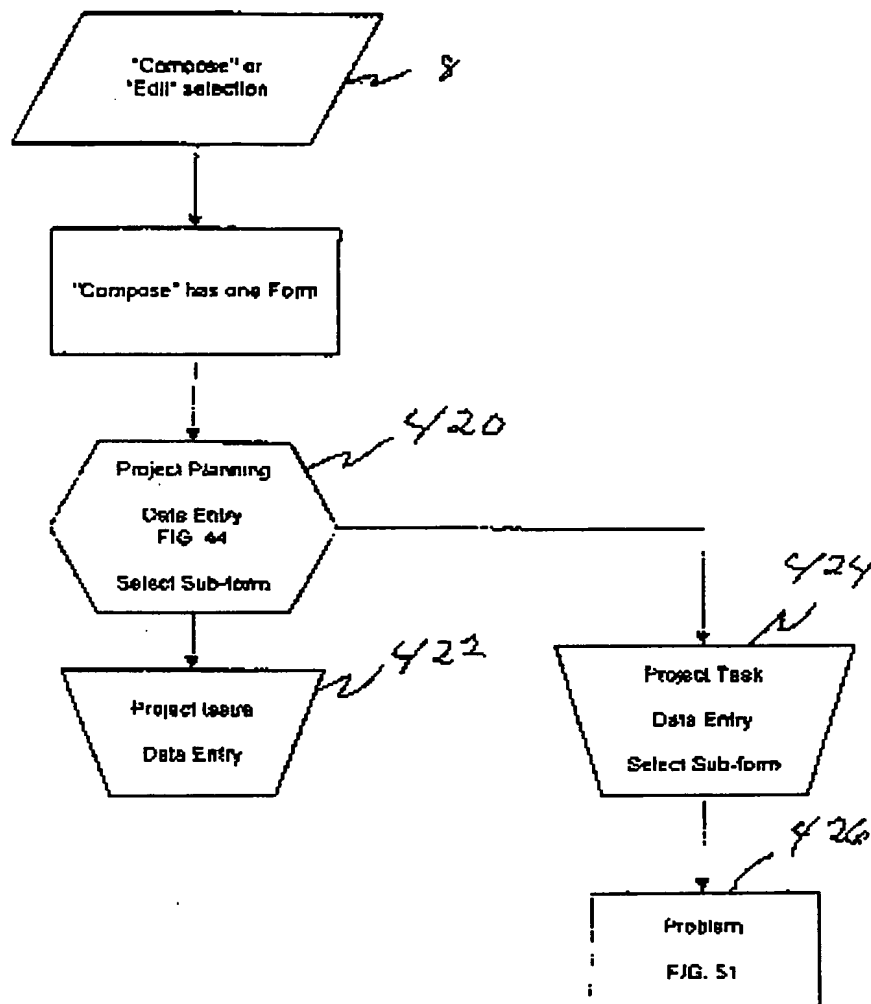 "Compose" or
"Edit" selection
8
"Compose" has one Form
420
Project Planning
Data Entry
FIG 44
Select Sub-form
424
422
Project Issue
Data Entry
Project Task
Data Entry
Select Sub-form
426
Problem
FIG. 51